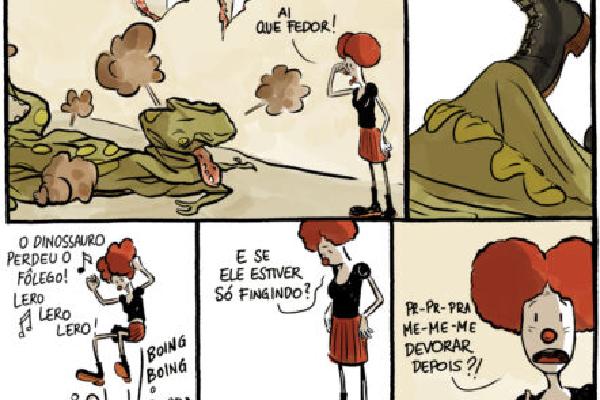 AI
QUE FEDOR!
O DINOSSAURO
PERDEU O
FÔLEGO!
LERO
LERO
LERO!
BOING
BOING
E SE
ELE ESTIVER
SÓ FINGINDO?
PR-PR-PRA
ME-ME-ME
DEVORAR
DEPOIS?!